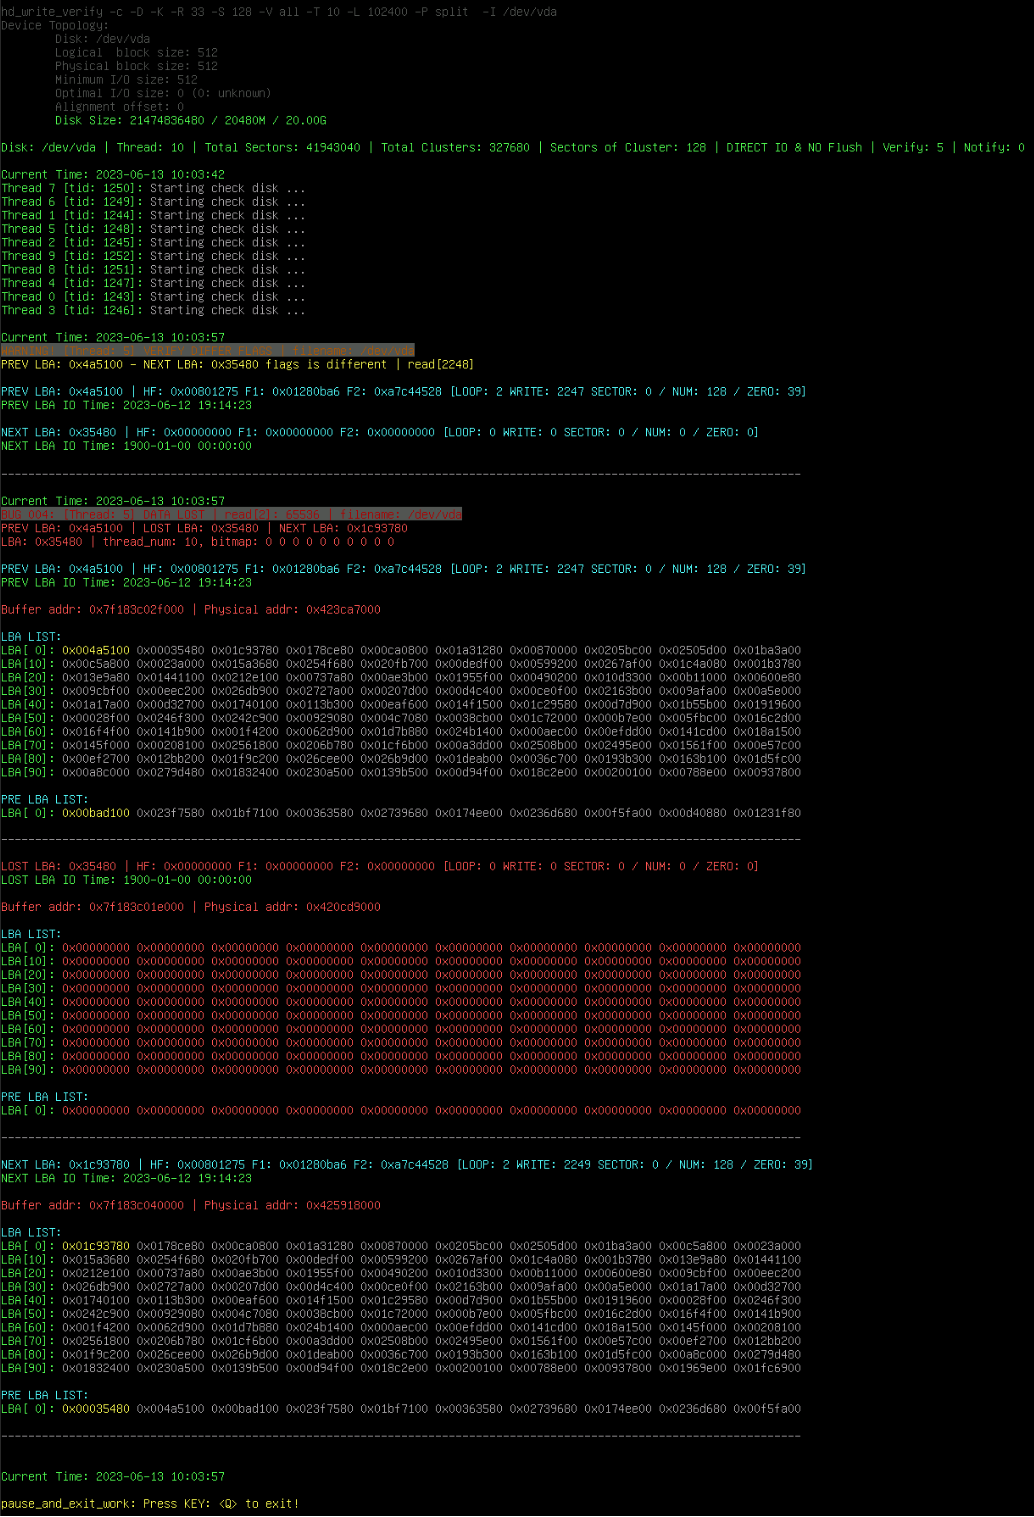 hd_write_verify -c -D -K -R 33 -S 128 -V all -T 10 -L 102400 -P split  -I /dev/vda
Device Topology:
Disk: /dev/vda
Logical  block size: 512
Physical block size: 512
Minimum I/O size: 512
Optimal I/O size: 0 (0: unknown)
Alignment offset: 0
Disk Size: 21474836480 / 20480M / 20.00G
Disk: /dev/vda | Thread: 10 | Total Sectors: 41943040 | Total Clusters: 327680 | Sectors of Cluster: 128 | DIRECT IO & NO Flush | Verify: 5 | Notify: 0
Current Time: 2023-06-13 10:03:42
Thread 7 [tid: 1250]: Starting check disk ...
Thread 6 [tid: 1249]: Starting check disk ...
Thread 1 [tid: 1244]: Starting check disk ...
Thread 5 [tid: 1248]: Starting check disk ...
Thread 2 [tid: 1245]: Starting check disk ...
Thread 9 [tid: 1252]: Starting check disk ...
Thread 8 [tid: 1251]: Starting check disk ...
Thread 4 [tid: 1247]: Starting check disk ...
Thread 0 [tid: 1243]: Starting check disk ...
Thread 3 [tid: 1246]: Starting check disk ...
Current Time: 2023-06-13 10:03:57
WARNING! [Thread: 5] VERIFY DIFFER FLAGS | filename: /dev/vda
PREV LBA: 0x4a5100 - NEXT LBA: 0x35480 flags is different | read[2248]
PREV LBA: 0x4a5100 | HF: 0x00801275 F1: 0x01280ba6 F2: 0xa7c44528 [LOOP: 2 WRITE: 2247 SECTOR: 0 / NUM: 128 / ZERO: 39]
PREV LBA IO Time: 2023-06-12 19:14:23
NEXT LBA: 0x35480 | HF: 0x00000000 F1: 0x00000000 F2: 0x00000000 [LOOP: 0 WRITE: 0 SECTOR: 0 / NUM: 0 / ZERO: 0]
NEXT LBA IO Time: 1900-01-00 00:00:00
Current Time: 2023-06-13 10:03:57
BUG 004: [Thread: 5] DATA LOST | read[2]: 65536 | filename: /dev/vda
PREV LBA: 0x4a5100 | LOST LBA: 0x35480 | NEXT LBA: 0x1c93780
LBA: 0x35480 | thread_num: 10, bitmap: 0 0 0 0 0 0 0 0 0 0
PREV LBA: 0x4a5100 | HF: 0x00801275 F1: 0x01280ba6 F2: 0xa7c44528 [LOOP: 2 WRITE: 2247 SECTOR: 0 / NUM: 128 / ZERO: 39]
PREV LBA IO Time: 2023-06-12 19:14:23
Buffer addr: 0x7f183c02f000 | Physical addr: 0x423ca7000
LBA LIST:
LBA[ 0]: 0x004a5100 0x00035480 0x01c93780 0x0178ce80 0x00ca0800 0x01a31280 0x00870000 0x0205bc00 0x02505d00 0x01ba3a00
LBA[10]: 0x00c5a800 0x0023a000 0x015a3680 0x0254f680 0x020fb700 0x00dedf00 0x00599200 0x0267af00 0x01c4a080 0x001b3780
LBA[20]: 0x013e9a80 0x01441100 0x0212e100 0x00737a80 0x00ae3b00 0x01955f00 0x00490200 0x010d3300 0x00b11000 0x00600e80
LBA[30]: 0x009cbf00 0x00eec200 0x026db900 0x02727a00 0x00207d00 0x00d4c400 0x00ce0f00 0x02163b00 0x009afa00 0x00a5e000
LBA[40]: 0x01a17a00 0x00d32700 0x01740100 0x0113b300 0x00eaf600 0x014f1500 0x01c29580 0x00d7d900 0x01b55b00 0x01919600
LBA[50]: 0x00028f00 0x0246f300 0x0242c900 0x00929080 0x004c7080 0x0038cb00 0x01c72000 0x000b7e00 0x005fbc00 0x016c2d00
LBA[60]: 0x016f4f00 0x0141b900 0x001f4200 0x0062d900 0x01d7b880 0x024b1400 0x000aec00 0x00efdd00 0x0141cd00 0x018a1500
LBA[70]: 0x0145f000 0x00208100 0x02561800 0x0206b780 0x01cf6b00 0x00a3dd00 0x02508b00 0x02495e00 0x01561f00 0x00e57c00
LBA[80]: 0x00ef2700 0x012bb200 0x01f9c200 0x026cee00 0x026b9d00 0x01deab00 0x0036c700 0x0193b300 0x0163b100 0x01d5fc00
LBA[90]: 0x00a8c000 0x0279d480 0x01832400 0x0230a500 0x0139b500 0x00d94f00 0x018c2e00 0x00200100 0x00788e00 0x00937800
PRE LBA LIST:
LBA[ 0]: 0x00bad100 0x023f7580 0x01bf7100 0x00363580 0x02739680 0x0174ee00 0x0236d680 0x00f5fa00 0x00d40880 0x01231f80
LOST LBA: 0x35480 | HF: 0x00000000 F1: 0x00000000 F2: 0x00000000 [LOOP: 0 WRITE: 0 SECTOR: 0 / NUM: 0 / ZERO: 0]
LOST LBA IO Time: 1900-01-00 00:00:00
Buffer addr: 0x7f183c01e000 | Physical addr: 0x420cd9000
LBA LIST:
LBA[ 0]: 0x00000000 0x00000000 0x00000000 0x00000000 0x00000000 0x00000000 0x00000000 0x00000000 0x00000000 0x00000000
LBA[10]: 0x00000000 0x00000000 0x00000000 0x00000000 0x00000000 0x00000000 0x00000000 0x00000000 0x00000000 0x00000000
LBA[20]: 0x00000000 0x00000000 0x00000000 0x00000000 0x00000000 0x00000000 0x00000000 0x00000000 0x00000000 0x00000000
LBA[30]: 0x00000000 0x00000000 0x00000000 0x00000000 0x00000000 0x00000000 0x00000000 0x00000000 0x00000000 0x00000000
LBA[40]: 0x00000000 0x00000000 0x00000000 0x00000000 0x00000000 0x00000000 0x00000000 0x00000000 0x00000000 0x00000000
LBA[50]: 0x00000000 0x00000000 0x00000000 0x00000000 0x00000000 0x00000000 0x00000000 0x00000000 0x00000000 0x00000000
LBA[60]: 0x00000000 0x00000000 0x00000000 0x00000000 0x00000000 0x00000000 0x00000000 0x00000000 0x00000000 0x00000000
LBA[70]: 0x00000000 0x00000000 0x00000000 0x00000000 0x00000000 0x00000000 0x00000000 0x00000000 0x00000000 0x00000000
LBA[80]: 0x00000000 0x00000000 0x00000000 0x00000000 0x00000000 0x00000000 0x00000000 0x00000000 0x00000000 0x00000000
LBA[90]: 0x00000000 0x00000000 0x00000000 0x00000000 0x00000000 0x00000000 0x00000000 0x00000000 0x00000000 0x00000000
PRE LBA LIST:
LBA[ 0]: 0x00000000 0x00000000 0x00000000 0x00000000 0x00000000 0x00000000 0x00000000 0x00000000 0x00000000 0x00000000
NEXT LBA: 0x1c93780 | HF: 0x00801275 F1: 0x01280ba6 F2: 0xa7c44528 [LOOP: 2 WRITE: 2249 SECTOR: 0 / NUM: 128 / ZERO: 39]
NEXT LBA IO Time: 2023-06-12 19:14:23
Buffer addr: 0x7f183c040000 | Physical addr: 0x425918000
LBA LIST:
LBA[ 0]: 0x01c93780 0x0178ce80 0x00ca0800 0x01a31280 0x00870000 0x0205bc00 0x02505d00 0x01ba3a00 0x00c5a800 0x0023a000
LBA[10]: 0x015a3680 0x0254f680 0x020fb700 0x00dedf00 0x00599200 0x0267af00 0x01c4a080 0x001b3780 0x013e9a80 0x01441100
LBA[20]: 0x0212e100 0x00737a80 0x00ae3b00 0x01955f00 0x00490200 0x010d3300 0x00b11000 0x00600e80 0x009cbf00 0x00eec200
LBA[30]: 0x026db900 0x02727a00 0x00207d00 0x00d4c400 0x00ce0f00 0x02163b00 0x009afa00 0x00a5e000 0x01a17a00 0x00d32700
LBA[40]: 0x01740100 0x0113b300 0x00eaf600 0x014f1500 0x01c29580 0x00d7d900 0x01b55b00 0x01919600 0x00028f00 0x0246f300
LBA[50]: 0x0242c900 0x00929080 0x004c7080 0x0038cb00 0x01c72000 0x000b7e00 0x005fbc00 0x016c2d00 0x016f4f00 0x0141b900
LBA[60]: 0x001f4200 0x0062d900 0x01d7b880 0x024b1400 0x000aec00 0x00efdd00 0x0141cd00 0x018a1500 0x0145f000 0x00208100
LBA[70]: 0x02561800 0x0206b780 0x01cf6b00 0x00a3dd00 0x02508b00 0x02495e00 0x01561f00 0x00e57c00 0x00ef2700 0x012bb200
LBA[80]: 0x01f9c200 0x026cee00 0x026b9d00 0x01deab00 0x0036c700 0x0193b300 0x0163b100 0x01d5fc00 0x00a8c000 0x0279d480
LBA[90]: 0x01832400 0x0230a500 0x0139b500 0x00d94f00 0x018c2e00 0x00200100 0x00788e00 0x00937800 0x01969e00 0x01fc6900
PRE LBA LIST:
LBA[ 0]: 0x00035480 0x004a5100 0x00bad100 0x023f7580 0x01bf7100 0x00363580 0x02739680 0x0174ee00 0x0236d680 0x00f5fa00
Current Time: 2023-06-13 10:03:57
pause_and_exit_work: Press KEY: <Q> to exit!